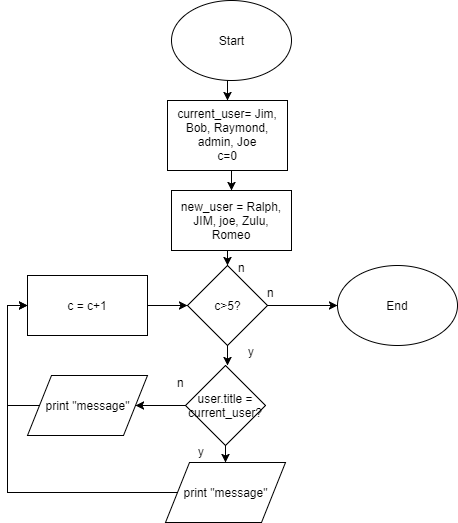 Start
current_user= Jim,
Bob, Raymond,
admin, Joe
c=0
new_user = Ralph,
JIM, joe, Zulu,
Romeo
n
c = c+1
c>5?
n
End
y
n
user.title =
current_user?
print "message"
y
print "message"